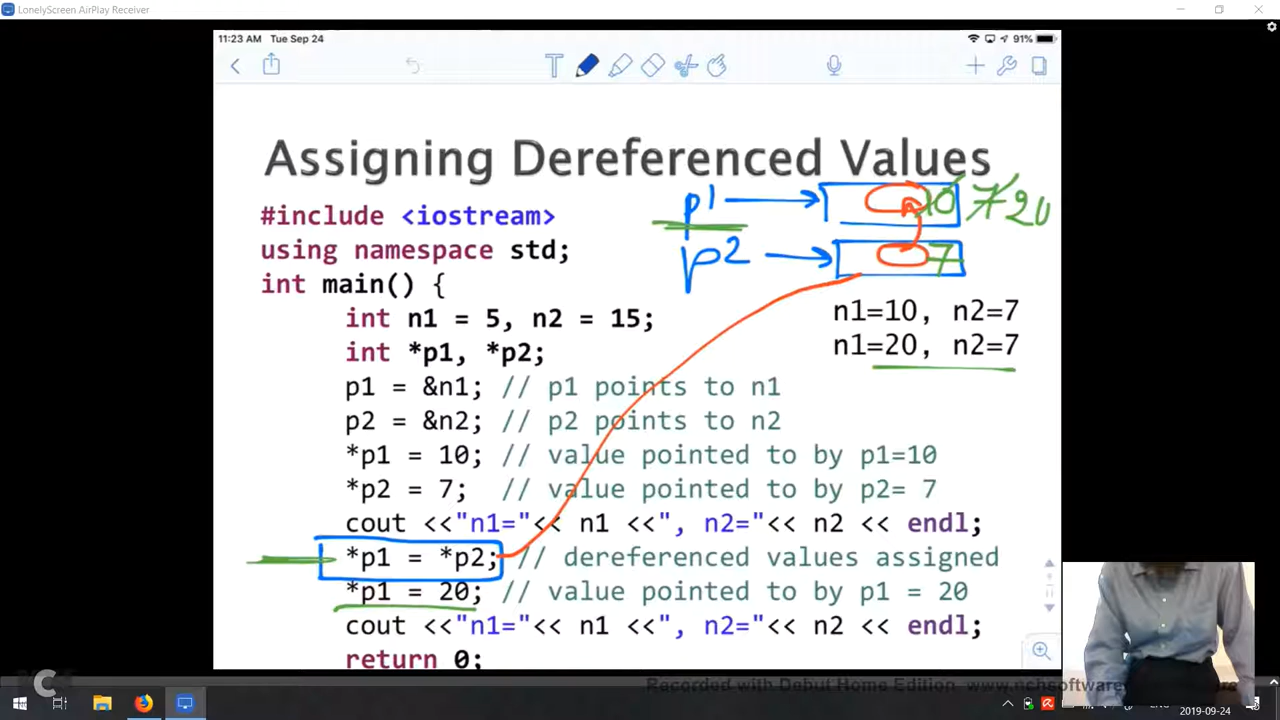 LonelyScreen AirPlay Receiver
11:23 AM Tue Sep 24
91%
Assigning Dereferenced Values
p1 10 7 20
p2 7
#include <iostream>
using namespace std;
int main() {
int n1 = 5, n2 = 15;
int *p1, *p2;
p1 = &n1; // p1 points to n1
p2 = &n2; // p2 points to n2
*p1 = 10; // value pointed to by p1=10
*p2 = 7; // value pointed to by p2= 7
cout <<"n1="<< n1 <<", n2="<< n2 << endl;
*p1 = *p2; // dereferenced values assigned
*p1 = 20; // value pointed to by p1 = 20
cout <<"n1="<< n1 <<", n2="<< n2 << endl;
return 0;
n1=10, n2=7
n1=20, n2=7
Recorded with Debut Home Edition
2019-09-24